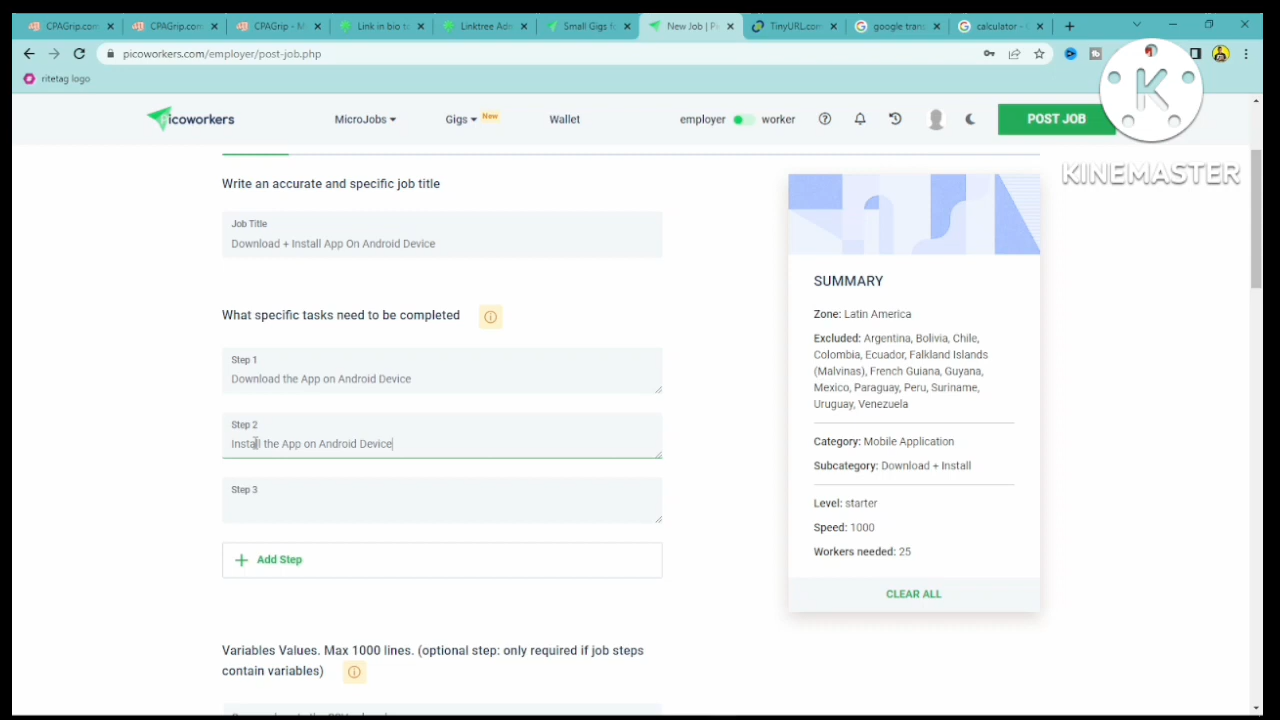 CPAGrip.com
CPAGrip.com
CPAGrip - M
Link in bio to
Linktree Adm
Small Gigs fo
New Job | Pi
TinyURL.com
google trans
calculator - G
picoworkers.com/employer/post-job.php
ritetag logo
K
KINEMASTER
picoworkers
MicroJobs
Gigs New
Wallet
employer worker
POST JOB
Write an accurate and specific job title
Job Title
Download + Install App On Android Device
What specific tasks need to be completed
Step 1
Download the App on Android Device
Step 2
Install the App on Android Device
Step 3
+ Add Step
Variables Values. Max 1000 lines. (optional step: only required if job steps
contain variables)
SUMMARY
Zone: Latin America
Excluded: Argentina, Bolivia, Chile,
Colombia, Ecuador, Falkland Islands
(Malvinas), French Guiana, Guyana,
Mexico, Paraguay, Peru, Suriname,
Uruguay, Venezuela
Category: Mobile Application
Subcategory: Download + Install
Level: starter
Speed: 1000
Workers needed: 25
CLEAR ALL